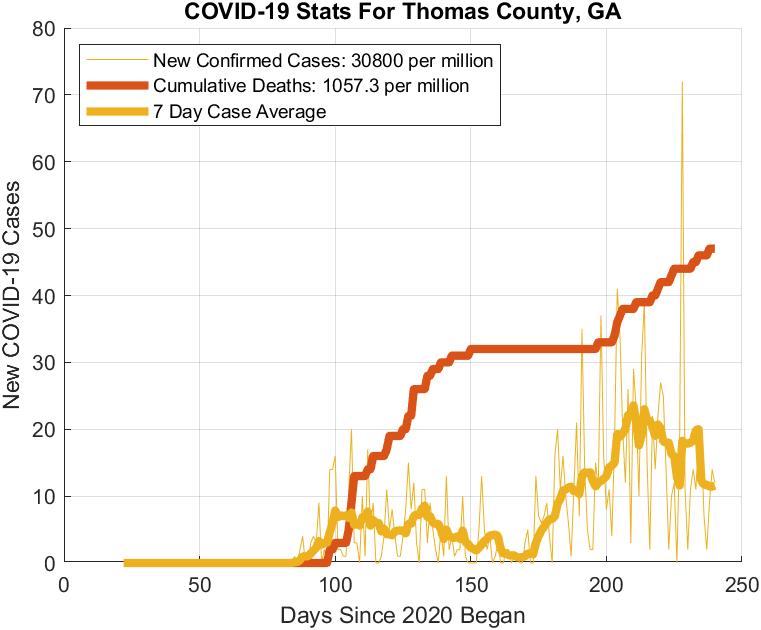 COVID-19 Stats For Thomas County, GA
New Confirmed Cases: 30800 per million
Cumulative Deaths: 1057.3 per million
7 Day Case Average
New COVID-19 Cases
80
70
60
50
40
30
20
10
0
0 50 100 150 200 250
Days Since 2020 Began